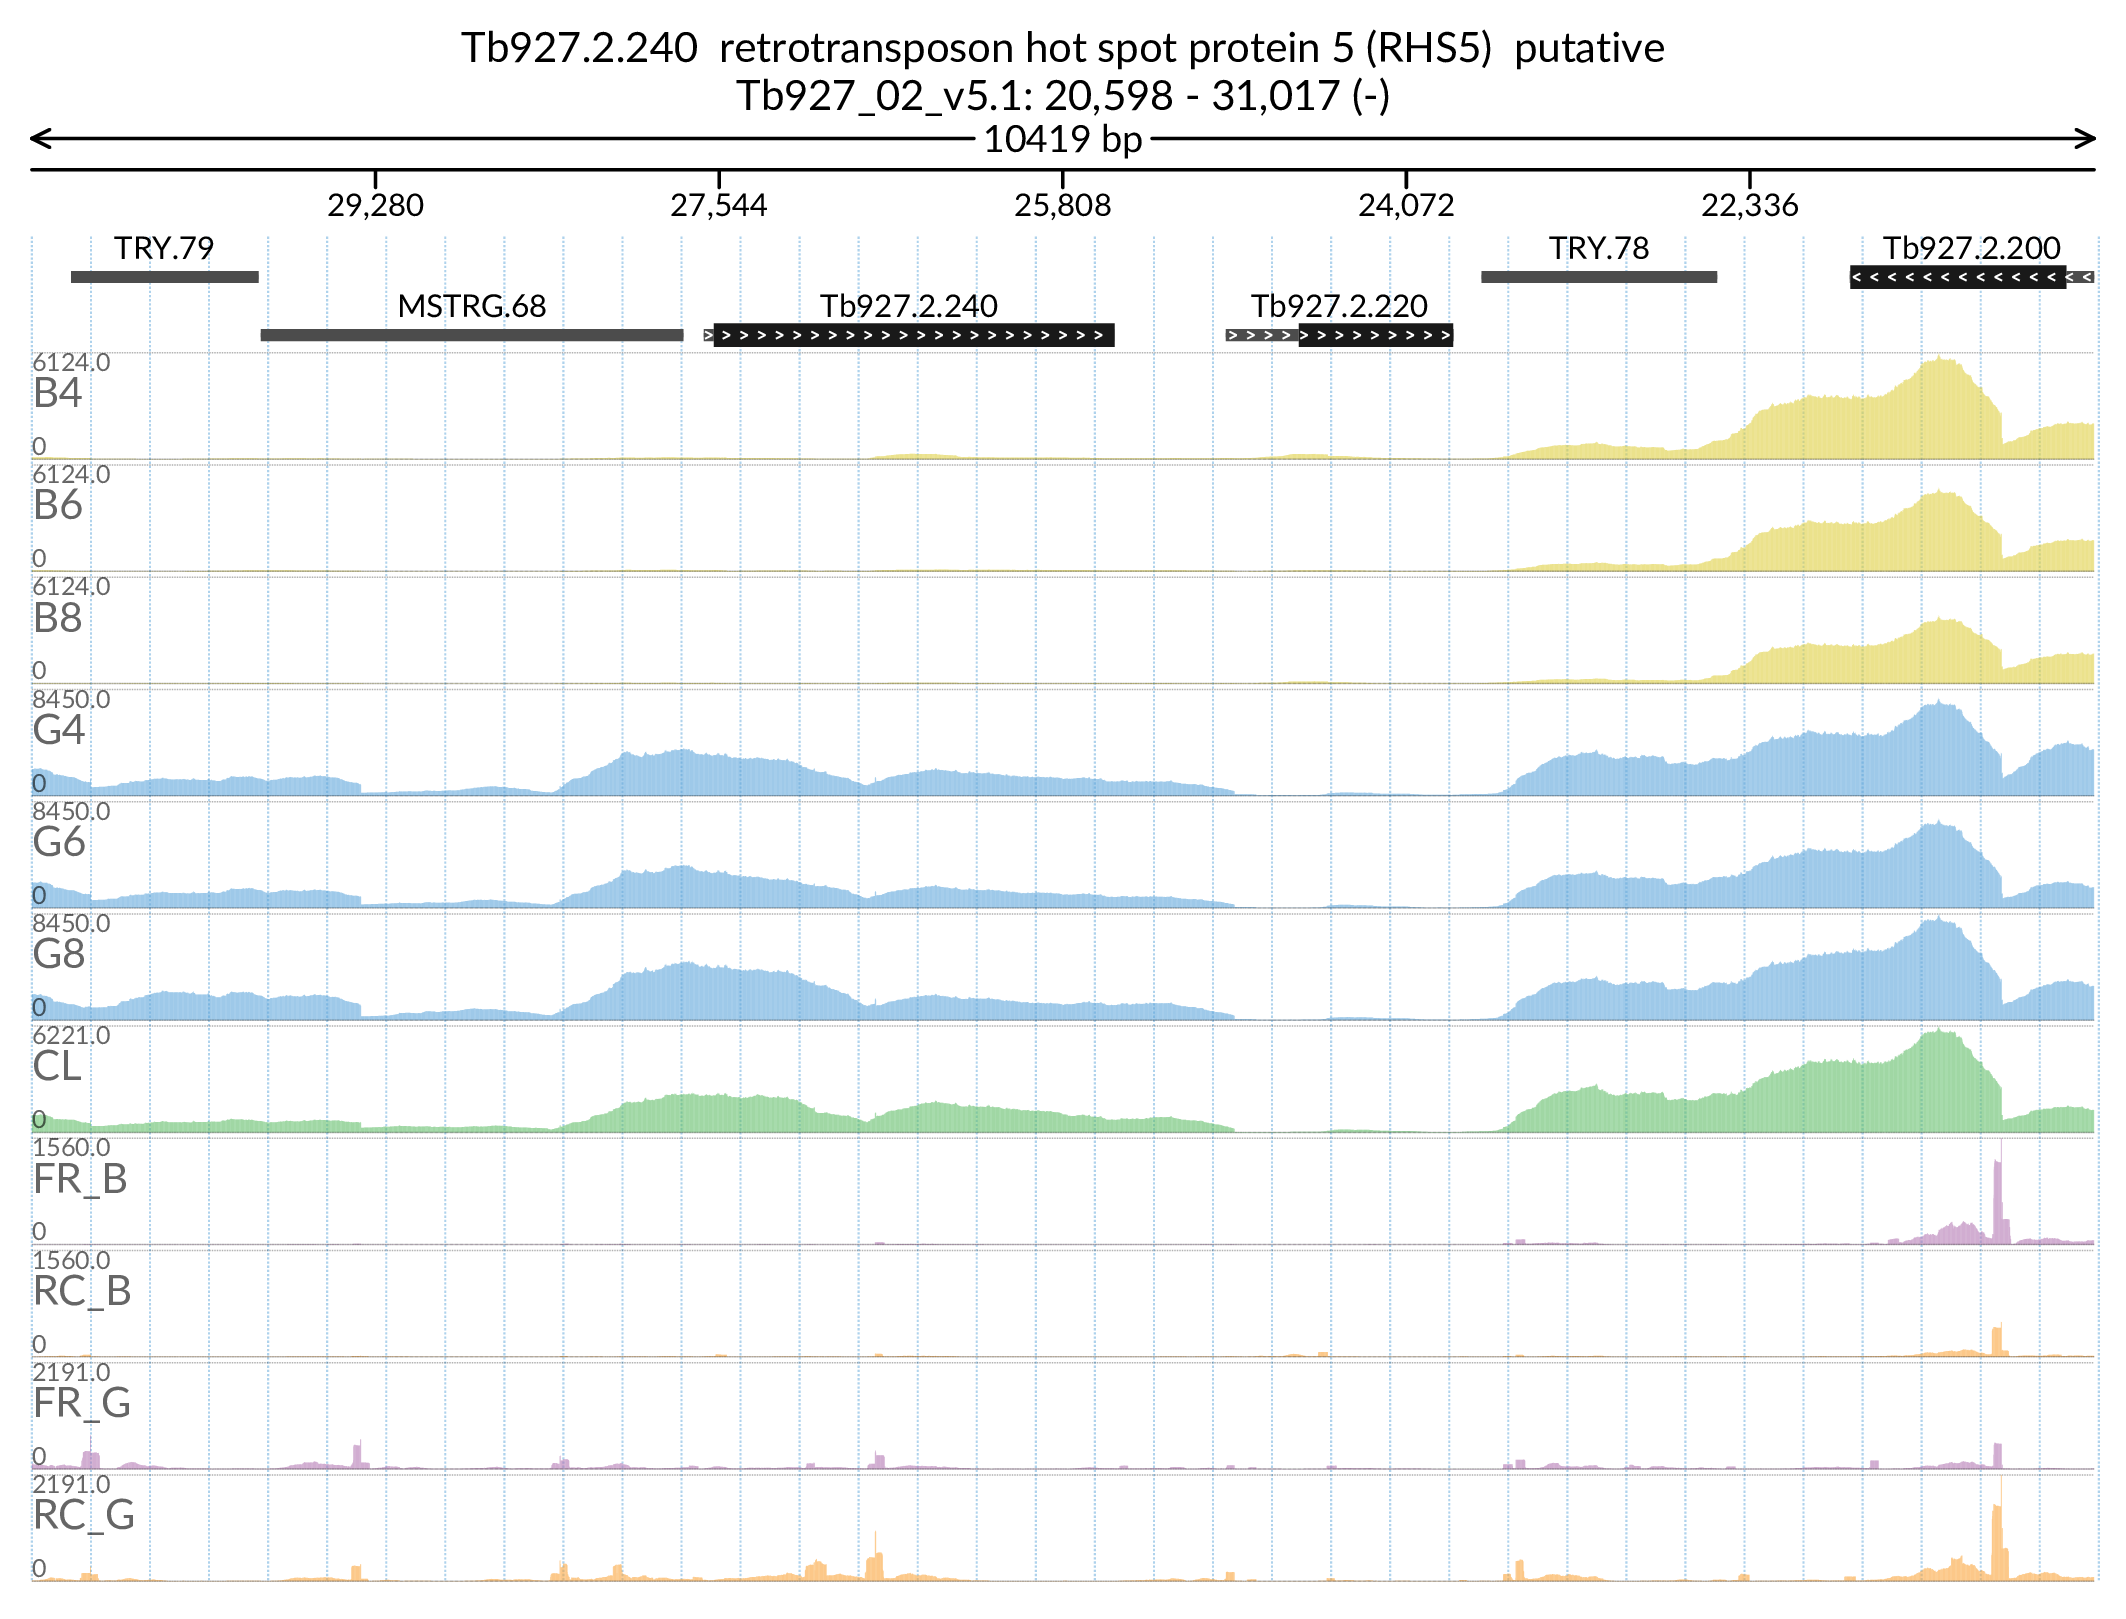 Tb927.2.240 retrotransposon hot spot protein 5 (RHS5) putative
Tb927_02_v5.1: 20,598 - 31,017 (-)
10419 bp
29,280 27,544 25,808 24,072 22,336
TRY.79 TRY.78 Tb927.2.200
MSTRG.68 Tb927.2.240 Tb927.2.220
6124.0
B4
0
6124.0
B6
0
6124.0
B8
0
8450.0
G4
0
8450.0
G6
0
8450.0
G8
0
6221.0
CL
0
1560.0
FR_B
0
1560.0
RC_B
0
2191.0
FR_G
0
2191.0
RC_G
0